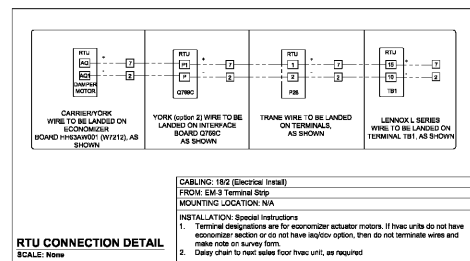 RTU
AO
AO1
DAMPER
MOTOR
+
-
7
2
CARRIER/YORK
WIRE TO BE LANDED ON
ECONOMIZER
BOARD HH63AW001 (W7212), AS
SHOWN
RTU
P1
P
Q769C
+
-
7
2
YORK (option 2) WIRE TO BE
LANDED ON INTERFACE
BOARD Q769C
AS SHOWN
RTU
1
2
P28
+
-
7
2
TRANE WIRE TO BE LANDED
ON TERMINALS,
AS SHOWN
RTU
TB1
+
-
7
2
LENNOX L SERIES
WIRE TO BE LANDED ON
TERMINAL TB1, AS SHOWN
CABLING: 18/2 (Electrical Install)
FROM: EM-3 Terminal Strip
MOUNTING LOCATION: N/A
INSTALLATION: Special Instructions
1. Terminal designations are for economizer actuator motors. If hvac units do not have
economizer section or do not have iaq/dcv option, then do not terminate wires and
make note on survey form.
2. Daisy chain to next sales floor hvac unit, as required
RTU CONNECTION DETAIL
SCALE: None